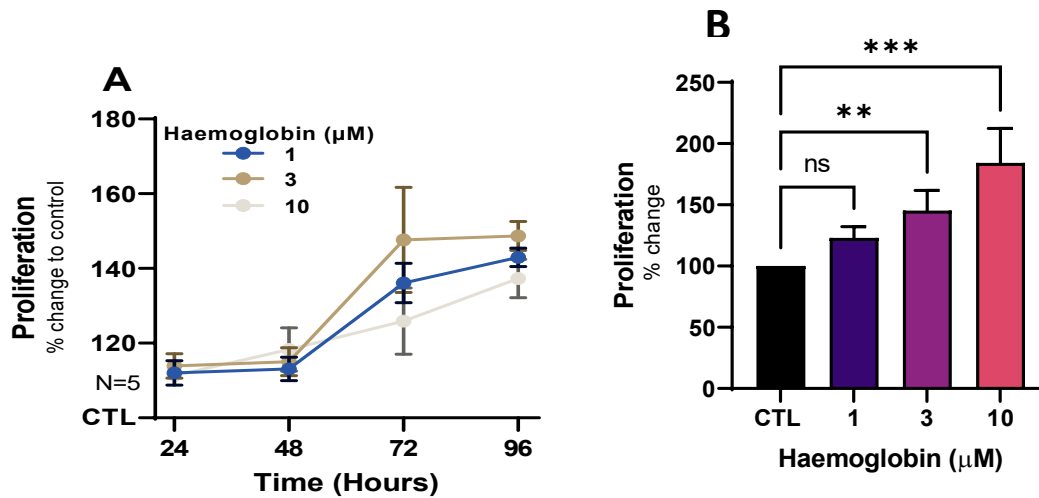 A
Proliferation
% change to control
180
160
140
120
N=5
CTL
Haemoglobin (µM)
1
3
10
24 48 72 96
Time (Hours)
B
Proliferation
% change
250
200
150
100
50
0
***
**
ns
CTL 1 3 10
Haemoglobin (μM)